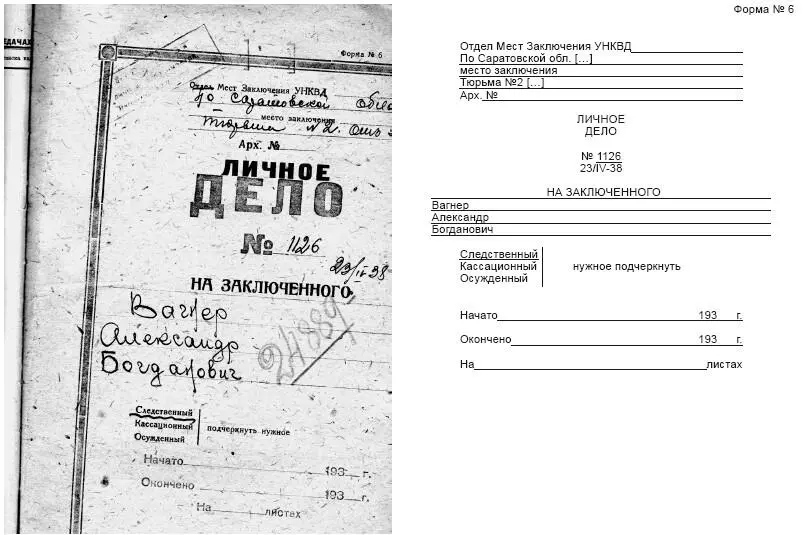 ЕДАЧАХ
Форма № 6
Отдел Мест Заключения УНКВД
по Саратовской обл
место заключения
Тюрьма №2.
Арх. №
ЛИЧНОЕ
ДЕЛО
№ 1126
23/IV-38
НА ЗАКЛЮЧЕННОГО
Вагнер
Александр
Богданович
24889
Следственный
Кассационный
Осужденный
подчеркнуть нужное
Начато 193 г.
Окончено 193 г.
На листах
Форма № 6
Отдел Мест Заключения УНКВД
По Саратовской обл. [...]
место заключения
Тюрьма №2 [...]
Арх. №
ЛИЧНОЕ
ДЕЛО
№ 1126
23/IV-38
НА ЗАКЛЮЧЕННОГО
Вагнер
Александр
Богданович
Следственный
Кассационный нужное подчеркнуть
Осужденный
Начато 193 г.
Окончено 193 г.
На листах